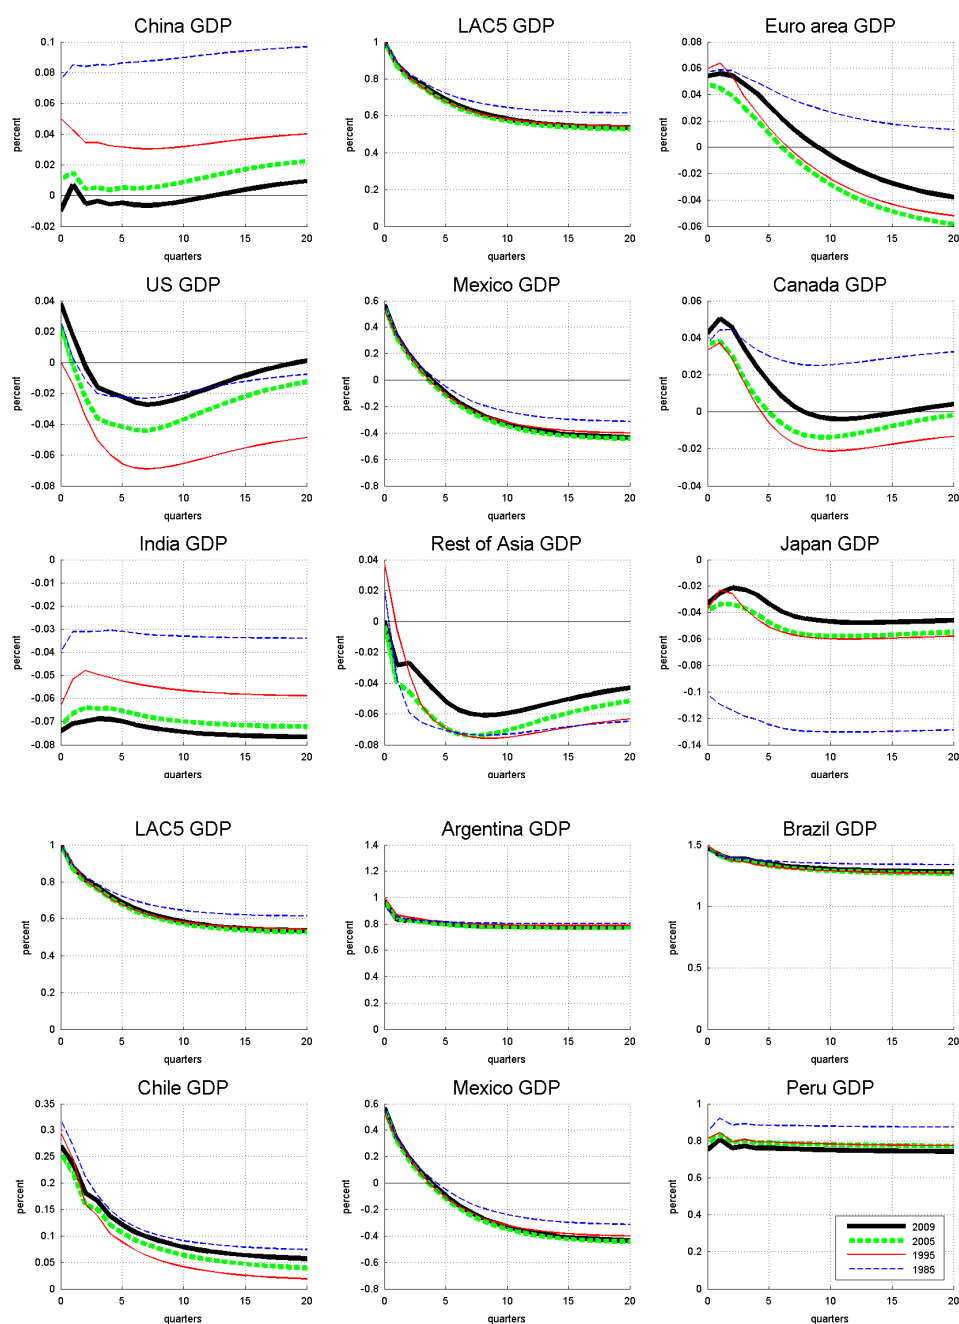 China GDP
0.1
0.08
0.06
0.04
0.02
0
-0.02
percent
0 5 10 15 20
quarters
LAC5 GDP
1
0.8
0.6
0.4
0.2
0
percent
0 5 10 15 20
quarters
Euro area GDP
0.08
0.06
0.04
0.02
0
-0.02
-0.04
-0.06
percent
0 5 10 15 20
quarters
US GDP
0.04
0.02
0
-0.02
-0.04
-0.06
-0.08
percent
0 5 10 15 20
quarters
Mexico GDP
0.6
0.4
0.2
0
-0.2
-0.4
-0.6
-0.8
percent
0 5 10 15 20
quarters
Canada GDP
0.06
0.04
0.02
0
-0.02
-0.04
percent
0 5 10 15 20
quarters
India GDP
0
-0.01
-0.02
-0.03
-0.04
-0.05
-0.06
-0.07
-0.08
percent
0 5 10 15 20
quarters
Rest of Asia GDP
0.04
0.02
0
-0.02
-0.04
-0.06
-0.08
percent
0 5 10 15 20
quarters
Japan GDP
0
-0.02
-0.04
-0.06
-0.08
-0.1
-0.12
-0.14
percent
0 5 10 15 20
quarters
LAC5 GDP
1
0.8
0.6
0.4
0.2
0
percent
0 5 10 15 20
quarters
Argentina GDP
1.4
1.2
1
0.8
0.6
0.4
0.2
0
percent
0 5 10 15 20
quarters
Brazil GDP
1.5
1
0.5
0
percent
0 5 10 15 20
quarters
Chile GDP
0.35
0.3
0.25
0.2
0.15
0.1
0.05
0
percent
0 5 10 15 20
quarters
Mexico GDP
0.6
0.4
0.2
0
-0.2
-0.4
-0.6
-0.8
percent
0 5 10 15 20
quarters
Peru GDP
1
0.8
0.6
0.4
0.2
0
percent
0 5 10 15 20
quarters
2009
2005
1995
1985